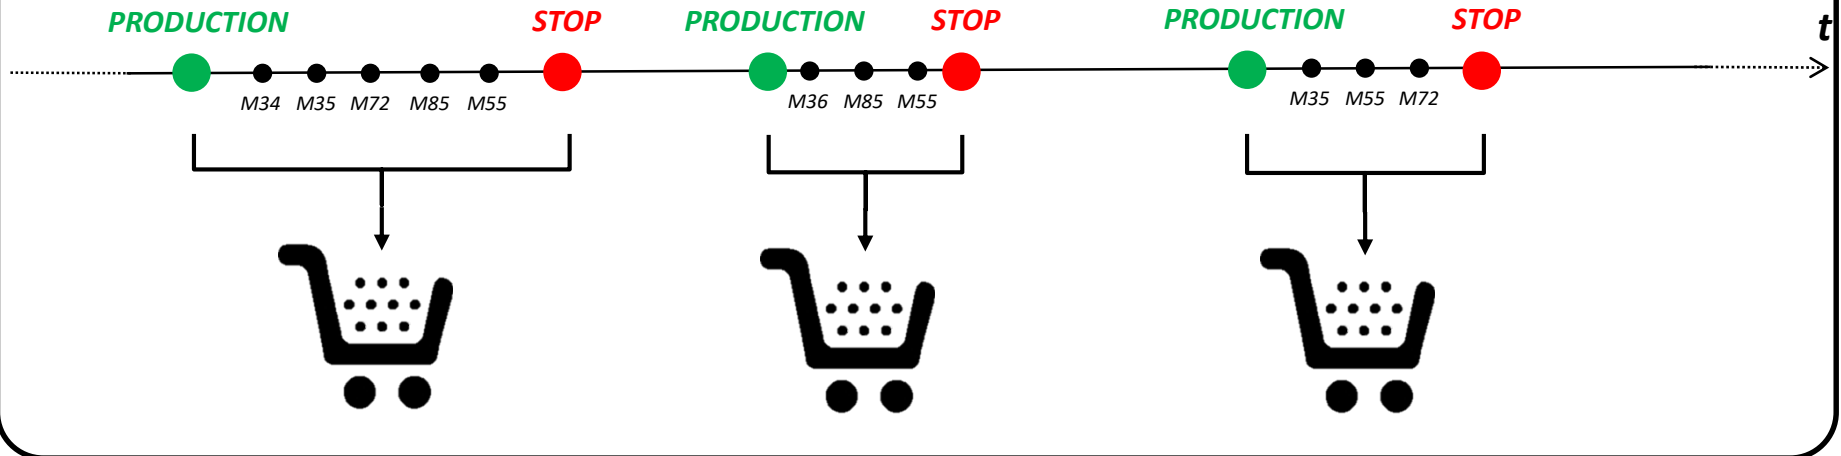 PRODUCTION STOP PRODUCTION STOP PRODUCTION STOP t
M34 M35 M72 M85 M55 M36 M85 M55 M35 M55 M72